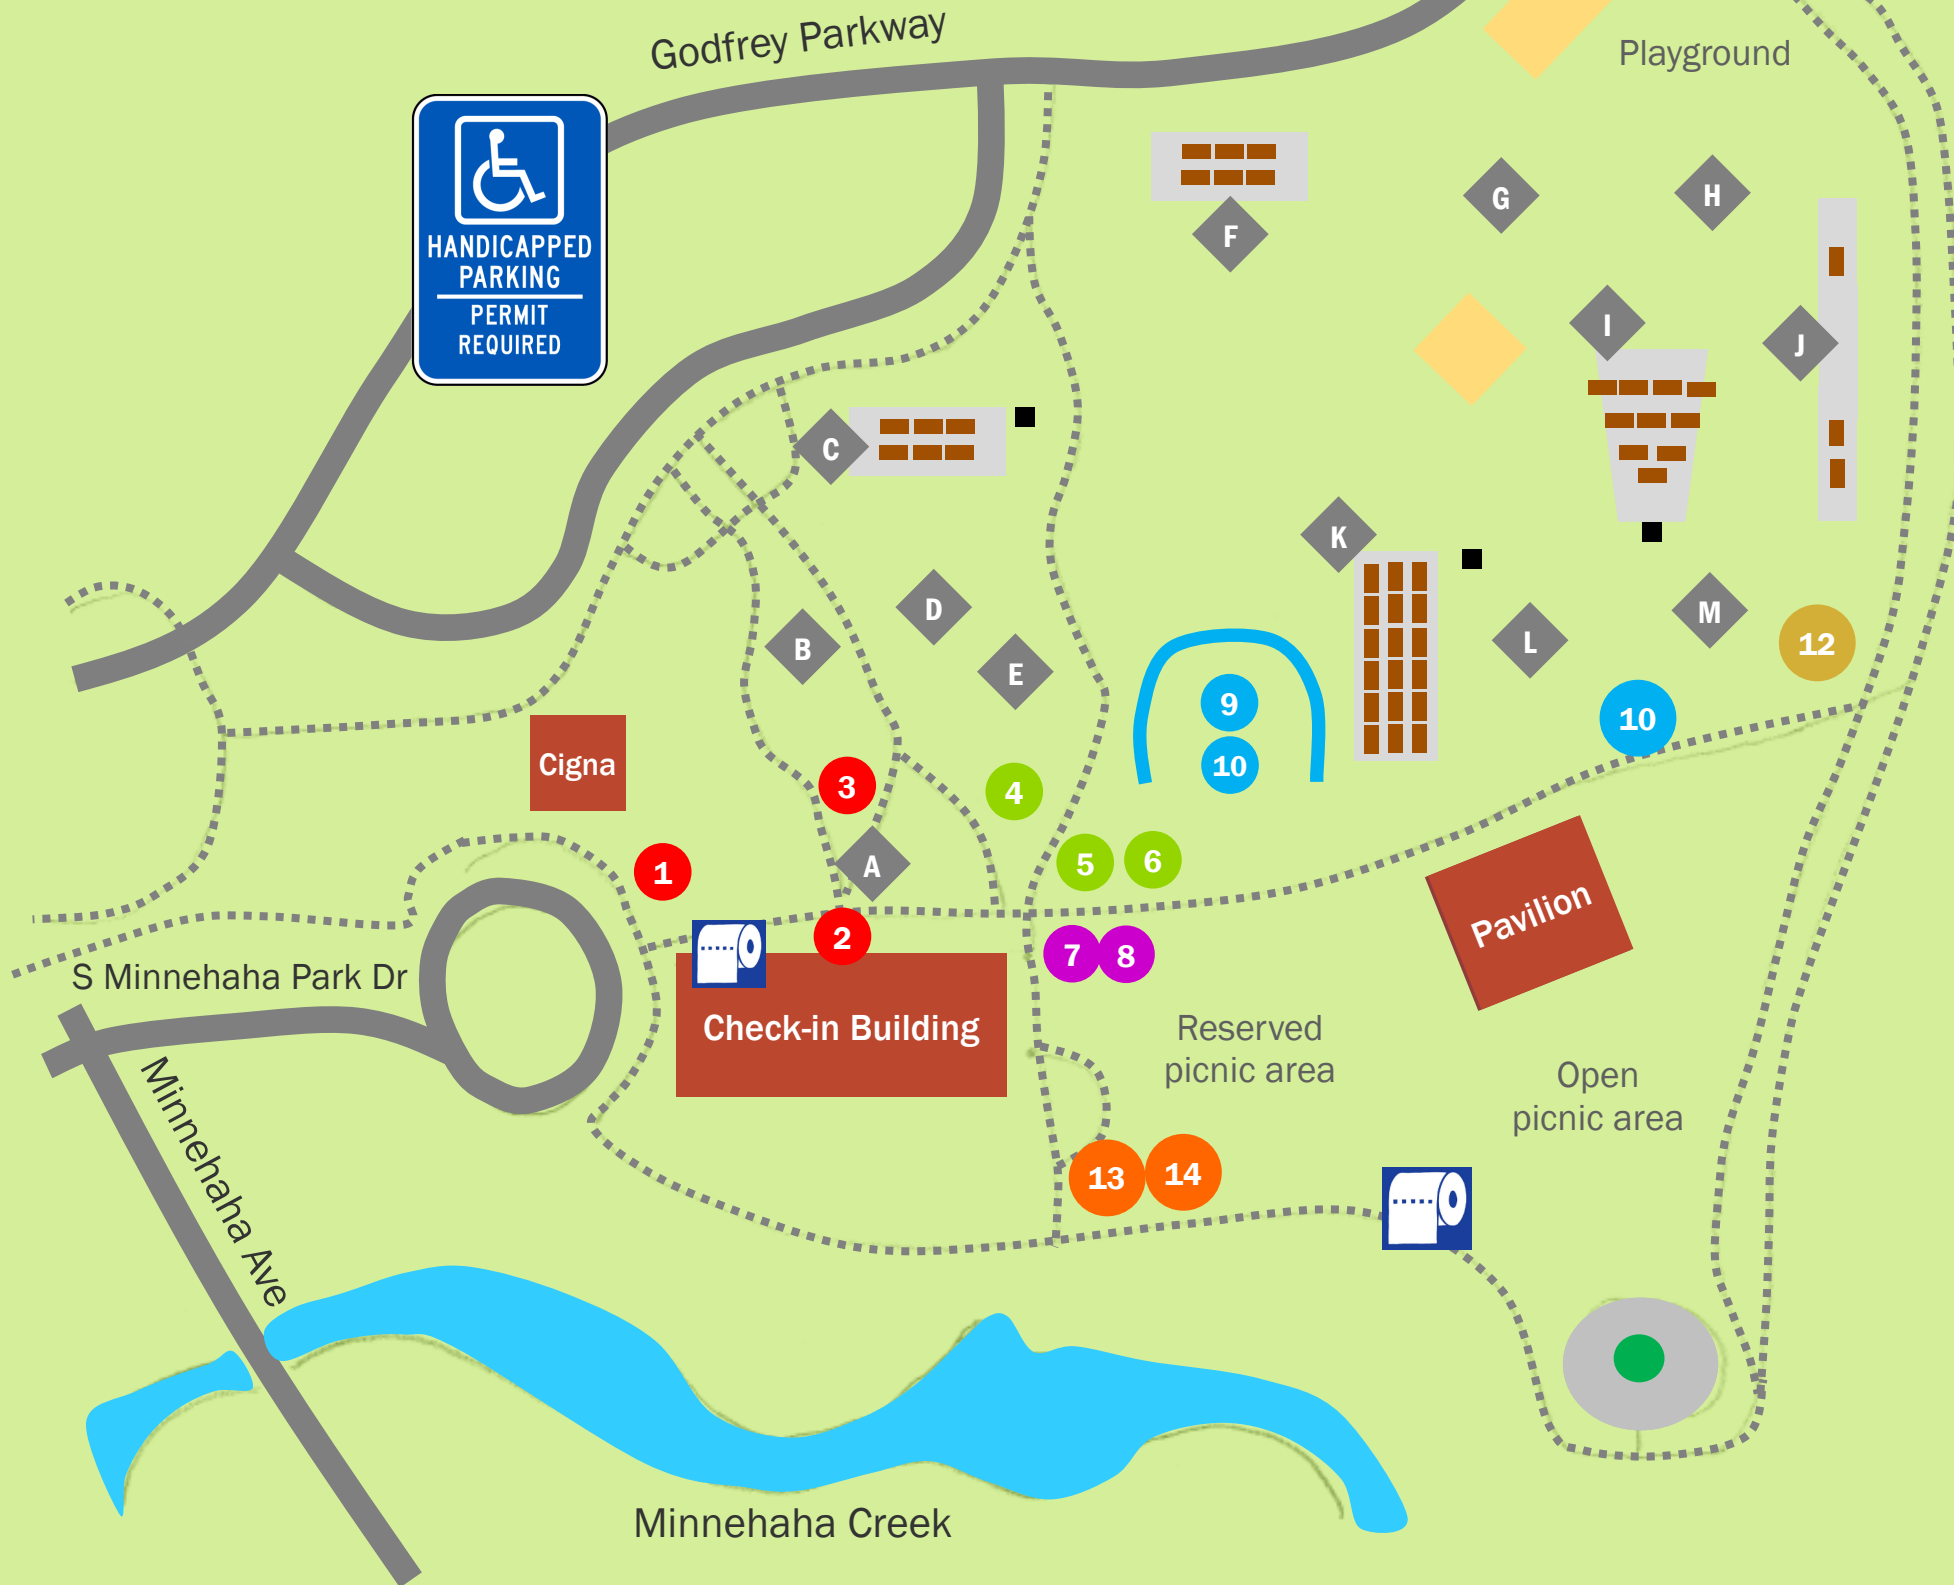 Godfrey Parkway
Playground
HANDICAPPED
PARKING
PERMIT
REQUIRED
F
G
H
I
J
C
K
D
B
E
L
M
12
9
10
10
Cigna
3
4
1
A
5
6
2
7
8
Pavilion
S Minnehaha Park Dr
Check-in Building
Reserved
picnic area
Open
picnic area
Minnehaha Ave
13
14
Minnehaha Creek